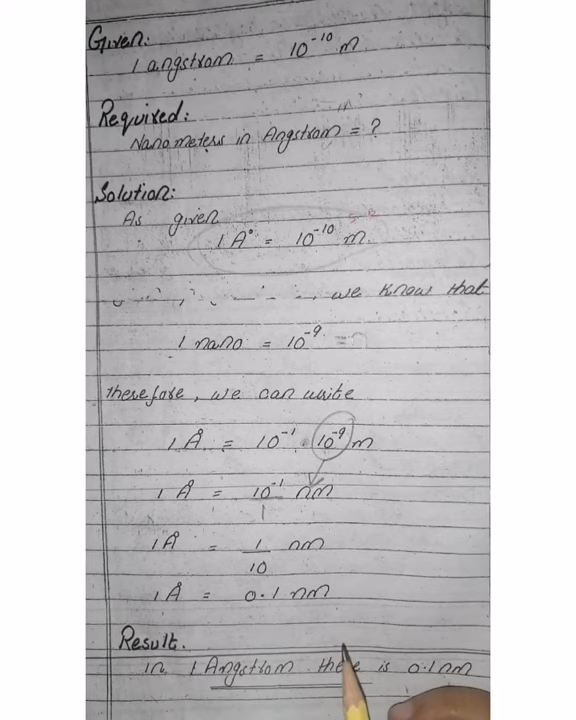 Given:
1 angstrom = 10⁻¹⁰ m
Required:
Nanometers in Angstrom = ?
Solution:
As given
1 A° = 10⁻¹⁰ m.
we know that
1 nano = 10⁻⁹
therefore, we can write
1 Å = 10⁻¹ · 10⁻⁹ m
1 Å = 10⁻¹/1 nm
1 Å = 1/10 nm
1 Å = 0.1 nm
Result.
in 1 Angstrom there is 0.1 nm